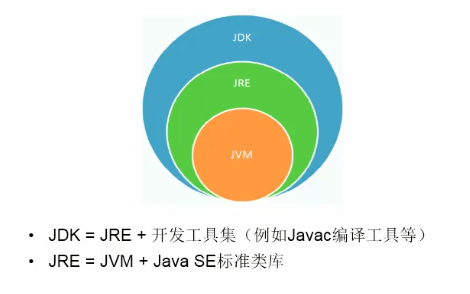 JDK
JRE
JVM
• JDK = JRE + 开发工具集（例如Javac编译工具等）
• JRE = JVM + Java SE标准类库